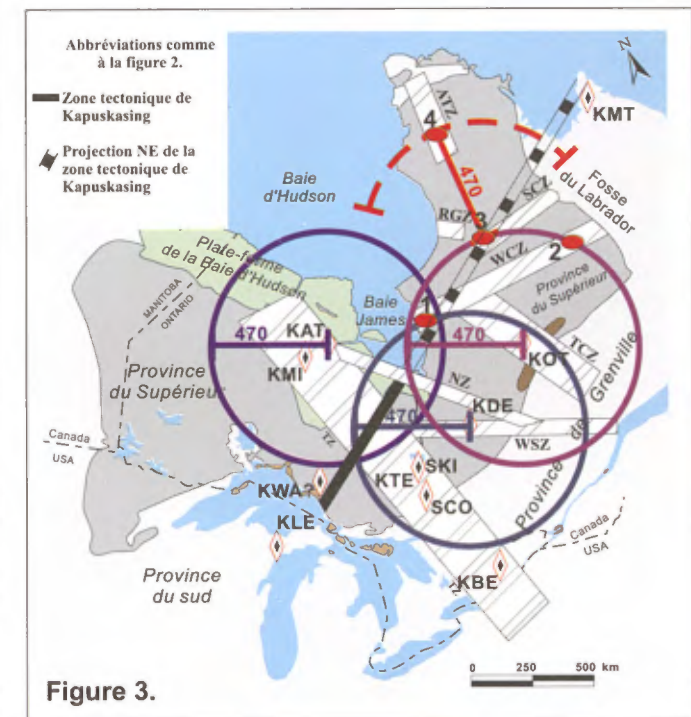 Abbréviations comme
à la figure 2.
Zone tectonique de
Kapuskasing
Projection NE de la
zone tectonique de
Kapuskasing
N
ATZ
4
KMT
470
Baie
d'Hudson
SCZ
Fosse
du Labrador
RGZ
3
WCZ
2
Plate-forme
de la Baie d'Hudson
Province
du Supérieur
MANITOBA
ONTARIO
Baie
James
1
470
KAT
470
KOT
TCZ
KMI
Province
du Supérieur
NZ
KDE
Grenville
de
Province
470
WSZ
TZ
Canada
USA
SKI
KTE
SCO
KWA?
KLE
Canada
USA
KBE
Province
du sud
0 250 500 km
Figure 3.